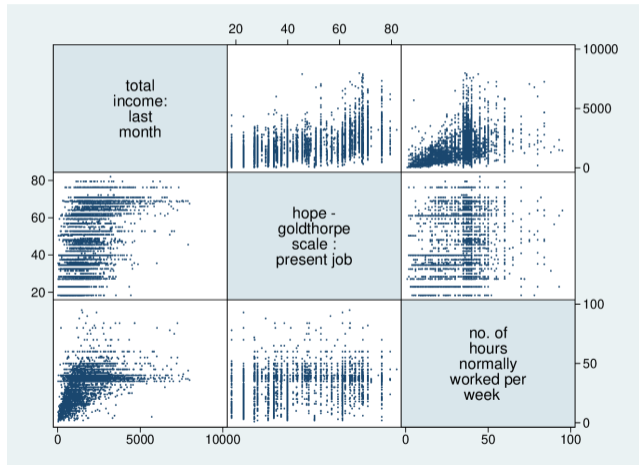 20 40 60 80
total
income:
last
month
10000
5000
0
80
60
40
20
hope -
goldthorpe
scale :
present job
no. of
hours
normally
worked per
week
100
50
0
0 5000 10000
0 50 100